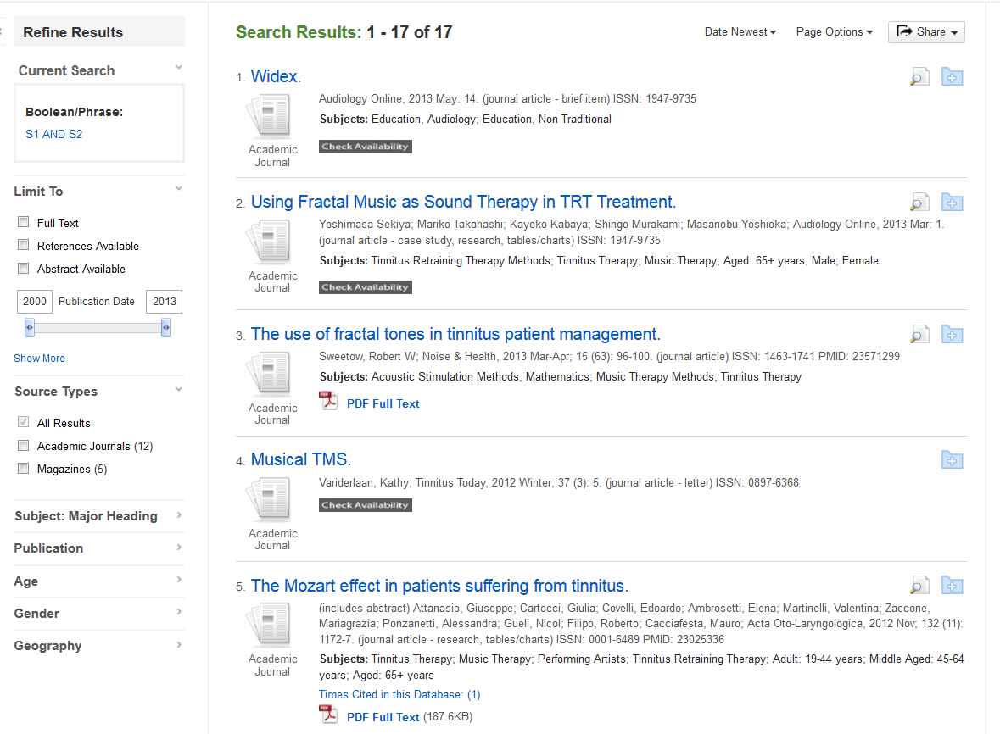 Refine Results
Current Search
Boolean/Phrase:
S1 AND S2
Limit To
Full Text
References Available
Abstract Available
2000 Publication Date 2013
Show More
Source Types
All Results
Academic Journals (12)
Magazines (5)
Subject: Major Heading
Publication
Age
Gender
Geography
Search Results: 1 - 17 of 17
Date Newest Page Options Share
1. Widex.
Audiology Online, 2013 May: 14. (journal article - brief item) ISSN: 1947-9735
Subjects: Education, Audiology; Education, Non-Traditional
Check Availability
Academic
Journal
2. Using Fractal Music as Sound Therapy in TRT Treatment.
Yoshimasa Sekiya; Mariko Takahashi; Kayoko Kabaya; Shingo Murakami; Masanobu Yoshioka; Audiology Online, 2013 Mar: 1.
(journal article - case study, research, tables/charts) ISSN: 1947-9735
Subjects: Tinnitus Retraining Therapy Methods; Tinnitus Therapy; Music Therapy; Aged: 65+ years; Male; Female
Check Availability
Academic
Journal
3. The use of fractal tones in tinnitus patient management.
Sweetow, Robert W; Noise & Health, 2013 Mar-Apr; 15 (63): 96-100. (journal article) ISSN: 1463-1741 PMID: 23571299
Subjects: Acoustic Stimulation Methods; Mathematics; Music Therapy Methods; Tinnitus Therapy
PDF Full Text
Academic
Journal
4. Musical TMS.
Variderlaan, Kathy; Tinnitus Today, 2012 Winter; 37 (3): 5. (journal article - letter) ISSN: 0897-6368
Check Availability
Academic
Journal
5. The Mozart effect in patients suffering from tinnitus.
(includes abstract) Attanasio, Giuseppe; Cartocci, Giulia; Covelli, Edoardo; Ambrosetti, Elena; Martinelli, Valentina; Zaccone,
Mariagrazia; Ponzanetti, Alessandra; Gueli, Nicol; Filipo, Roberto; Cacciafesta, Mauro; Acta Oto-Laryngologica, 2012 Nov; 132 (11):
1172-7. (journal article - research, tables/charts) ISSN: 0001-6489 PMID: 23025336
Subjects: Tinnitus Therapy; Music Therapy; Performing Artists; Tinnitus Retraining Therapy; Adult: 19-44 years; Middle Aged: 45-64
years; Aged: 65+ years
Times Cited in this Database: (1)
PDF Full Text (187.6KB)
Academic
Journal